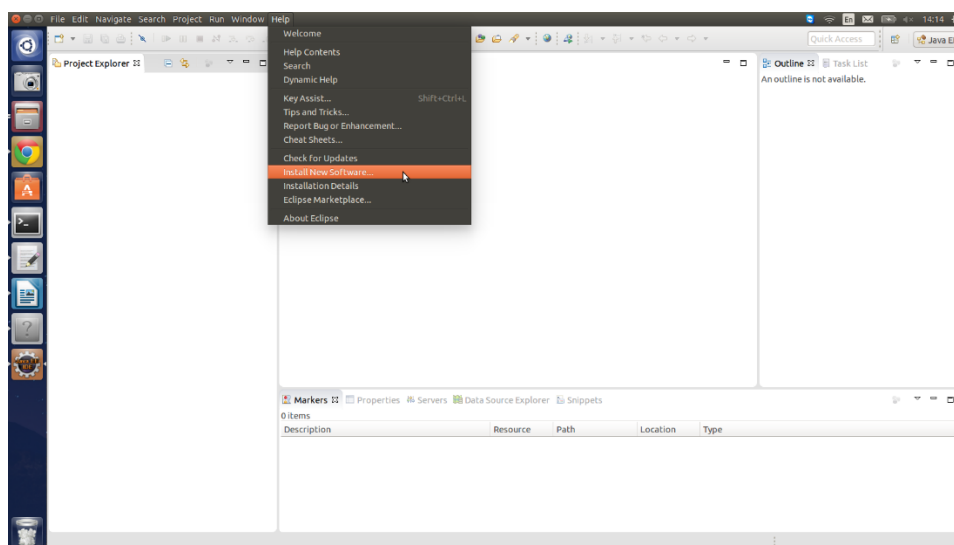 File Edit Navigate Search Project Run Window Help
En
14:14
Quick Access
Java E
Project Explorer
Welcome
Help Contents
Search
Dynamic Help
Key Assist... Shift+Ctrl+L
Tips and Tricks...
Report Bug or Enhancement...
Cheat Sheets...
Check for Updates
Install New Software...
Installation Details
Eclipse Marketplace...
About Eclipse
Outline Task List
An outline is not available.
Markers Properties Servers Data Source Explorer Snippets
0 items
Description Resource Path Location Type